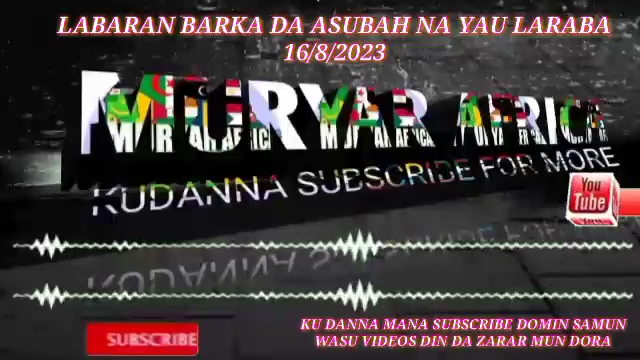 LABARAN BARKA DA ASUBAH NA YAU LARABA
16/8/2023
MURYAR AFRICA
KUDANNA SUBSCRIBE FOR MORE
You
Tube
SUBSCRIBE
KU DANNA MANA SUBSCRIBE DOMIN SAMUN
WASU VIDEOS DIN DA ZARAR MUN DORA